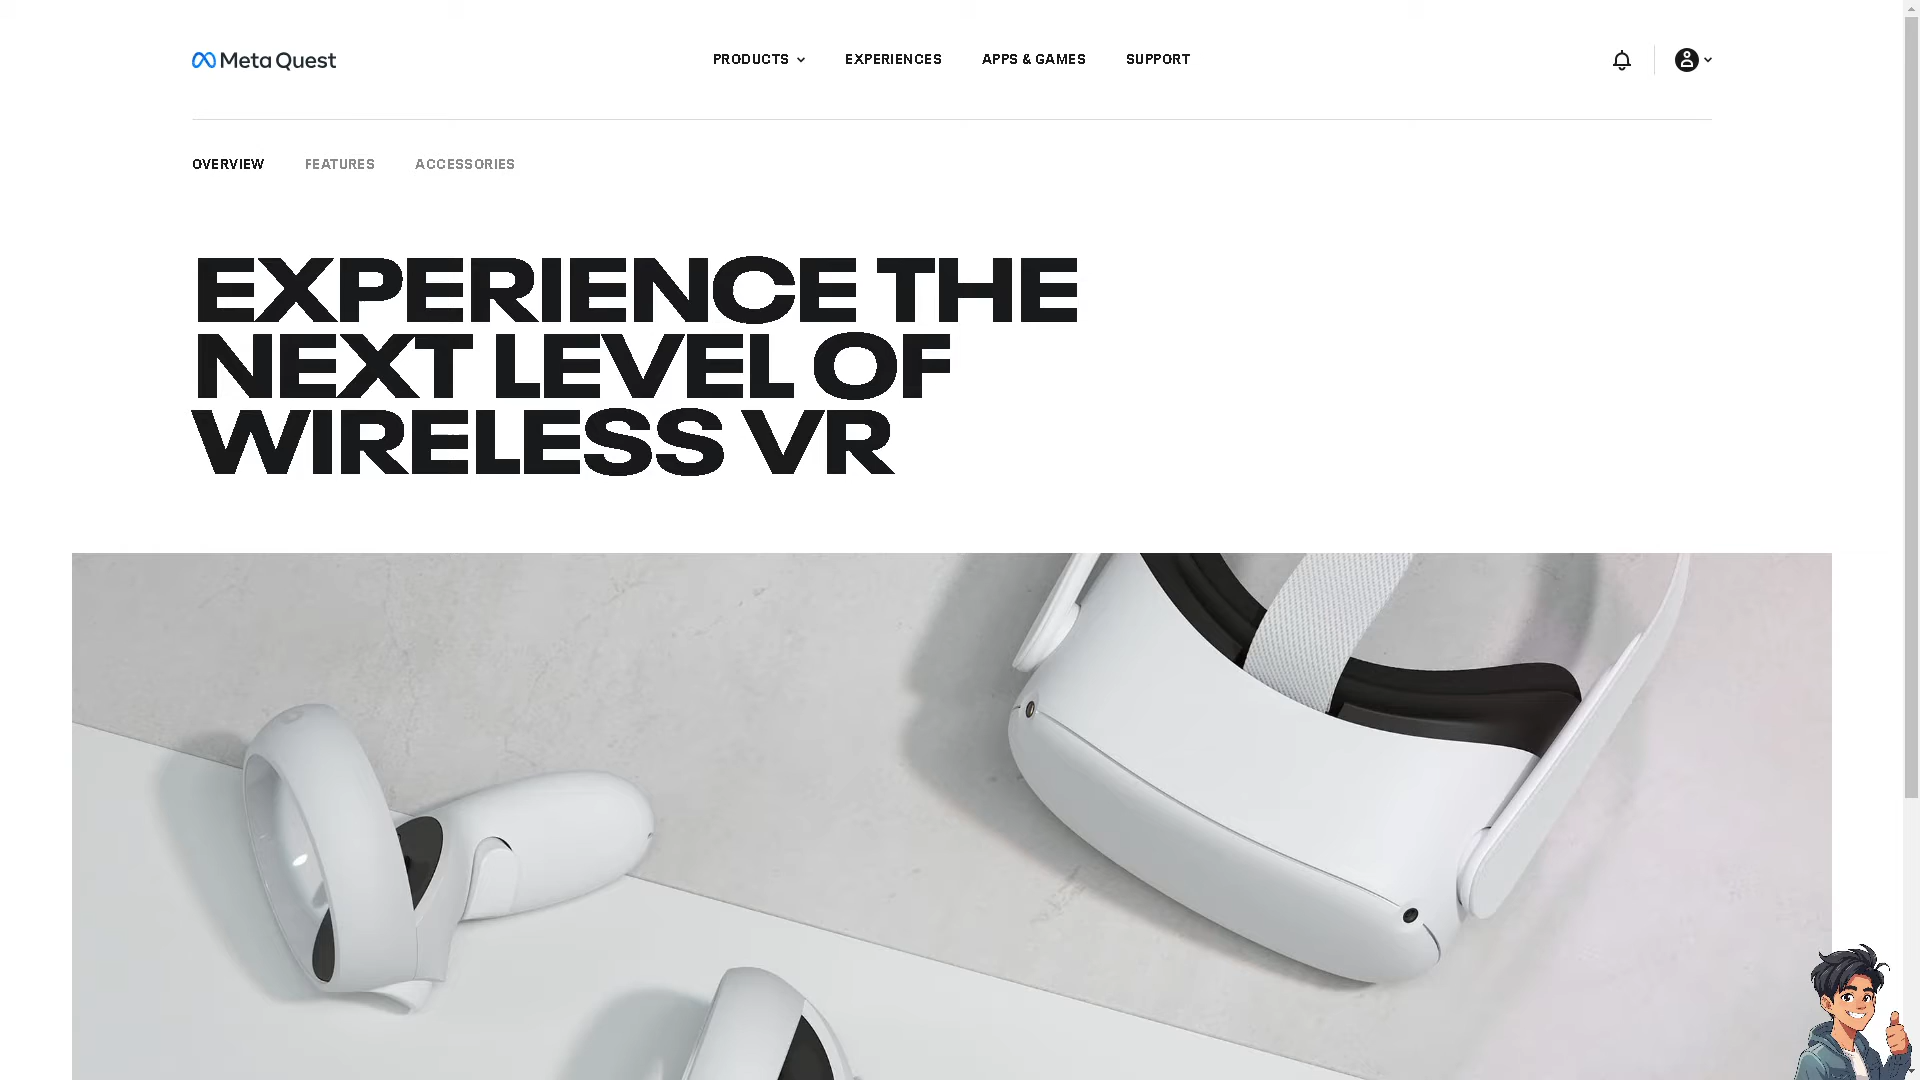 Meta Quest
PRODUCTS
EXPERIENCES
APPS & GAMES
SUPPORT
OVERVIEW
FEATURES
ACCESSORIES
EXPERIENCE THE
NEXT LEVEL OF
WIRELESS VR